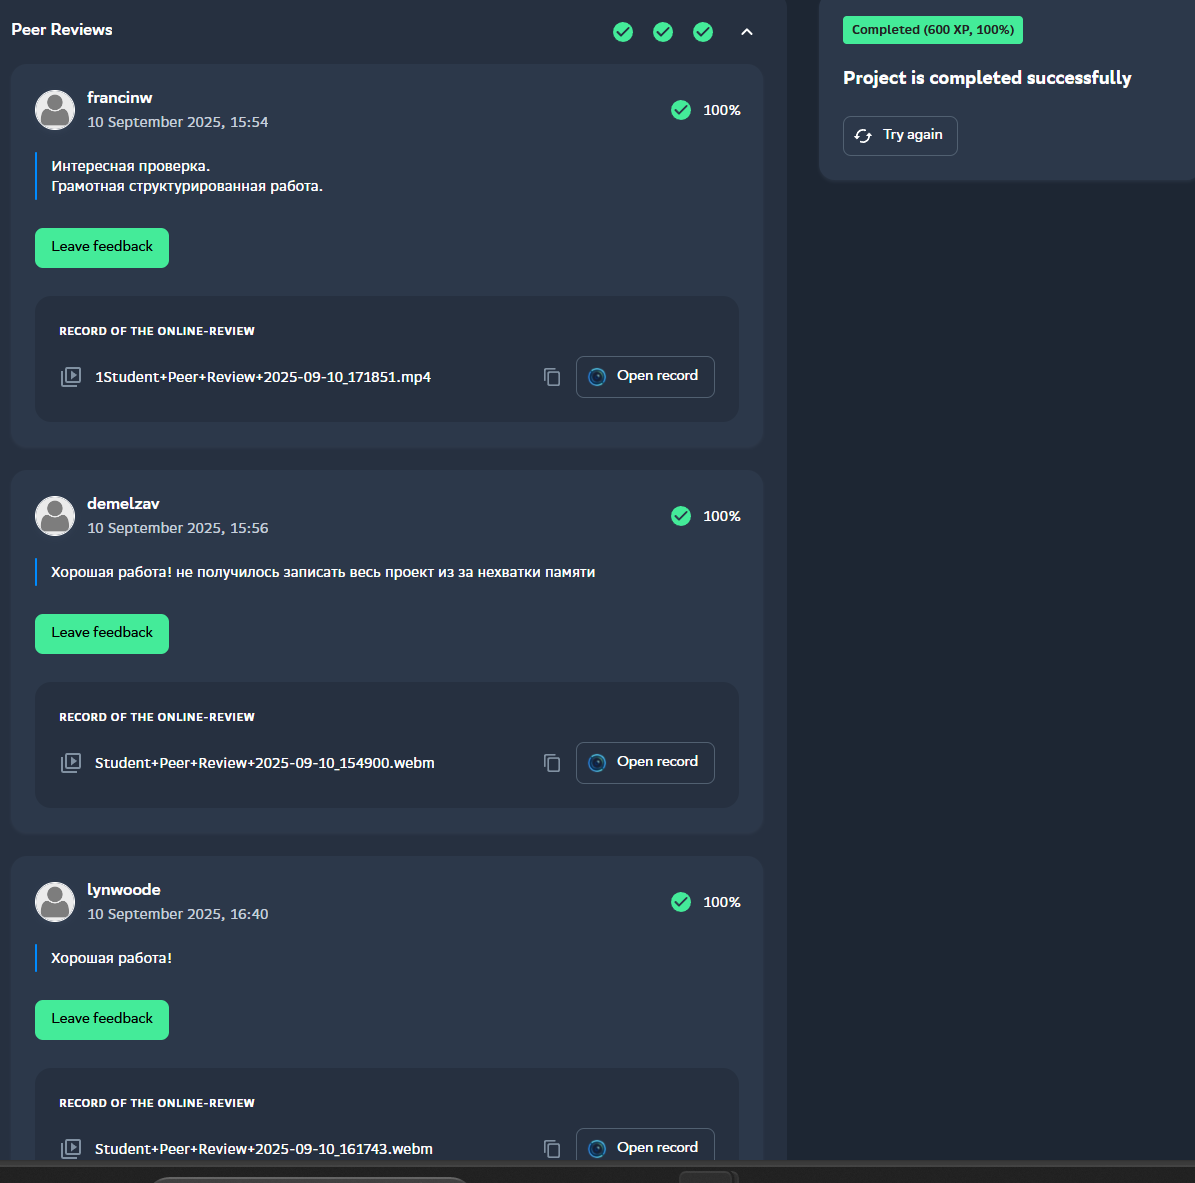 Peer Reviews
francinw
10 September 2025, 15:54
100%
Интересная проверка.
Грамотная структурированная работа.
Leave feedback
RECORD OF THE ONLINE-REVIEW
1Student+Peer+Review+2025-09-10_171851.mp4
Open record
demelzav
10 September 2025, 15:56
100%
Хорошая работа! не получилось записать весь проект из за нехватки памяти
Leave feedback
RECORD OF THE ONLINE-REVIEW
Student+Peer+Review+2025-09-10_154900.webm
Open record
lynwoode
10 September 2025, 16:40
100%
Хорошая работа!
Leave feedback
RECORD OF THE ONLINE-REVIEW
Student+Peer+Review+2025-09-10_161743.webm
Open record
Completed (600 XP, 100%)
Project is completed successfully
Try again